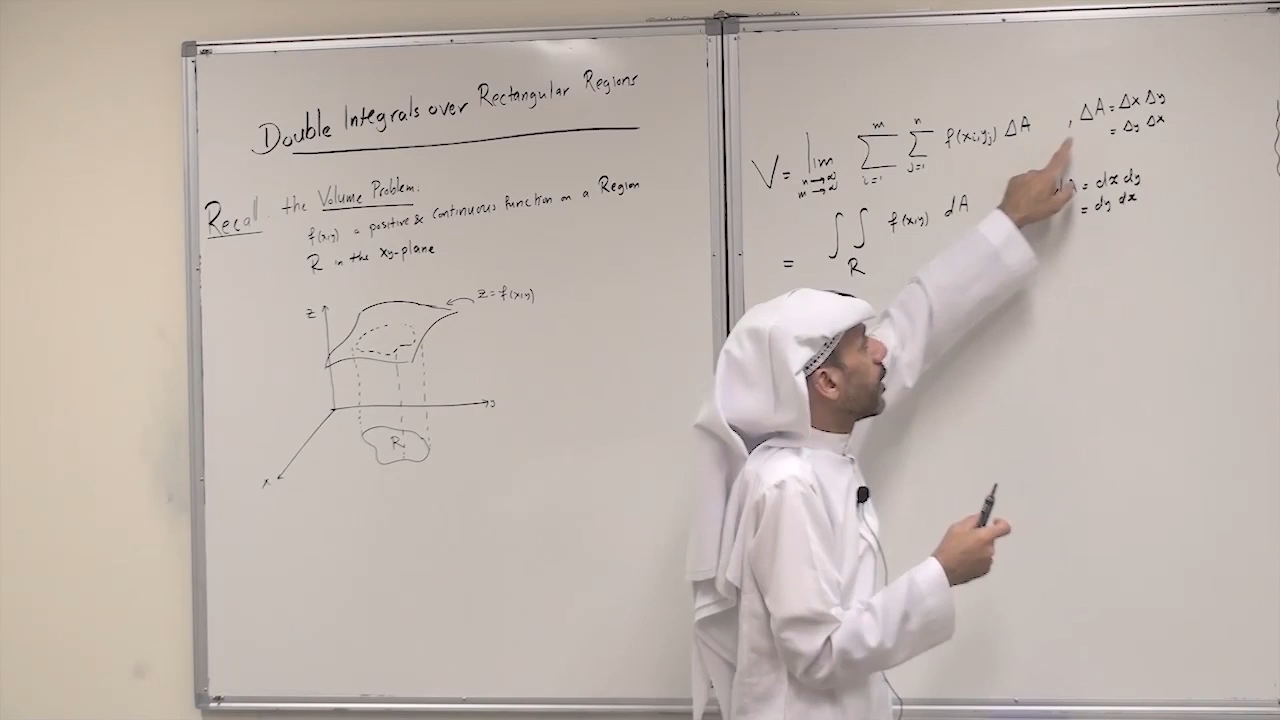 Double Integrals over Rectangular Regions
Recall. the Volume Problem.
f(x,y) a positive & Continuous function on a Region
R in the xy-plane
z = f(x,y)
z
y
R
x
V = lim n→∞ m→∞ ∑ i=1 m ∑ j=1 n f(xi,yj) ΔA , ΔA = Δx Δy
= Δy Δx
= ∫∫ R f(x,y) dA
= dx dy
= dy dx